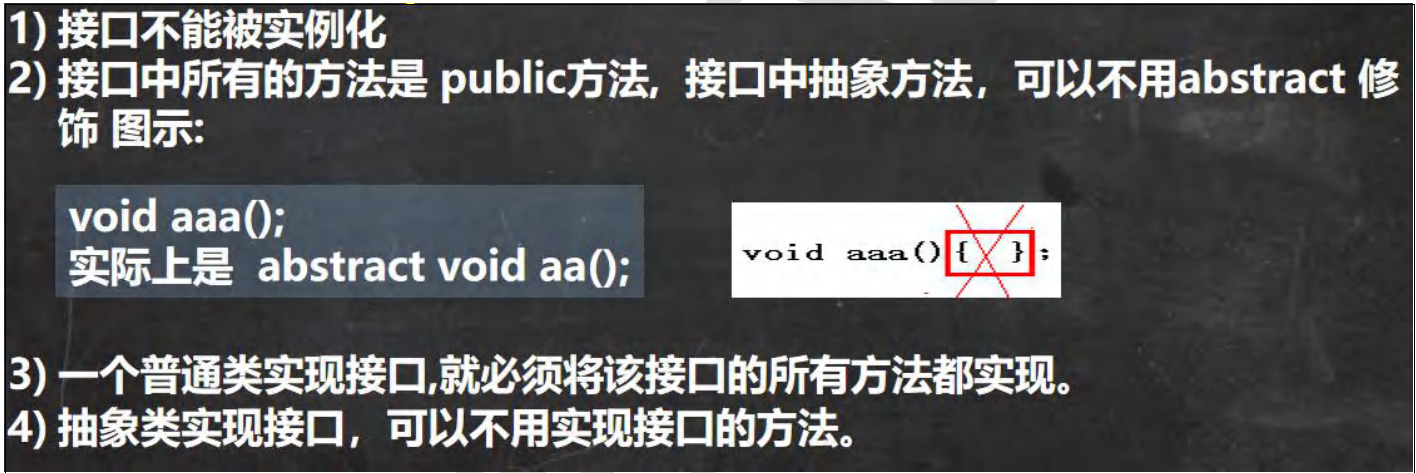 1) 接口不能被实例化
2) 接口中所有的方法是 public方法, 接口中抽象方法，可以不用abstract 修
饰 图示:
void aaa();
实际上是 abstract void aa();
void aaa(){ };
3) 一个普通类实现接口,就必须将该接口的所有方法都实现。
4) 抽象类实现接口，可以不用实现接口的方法。